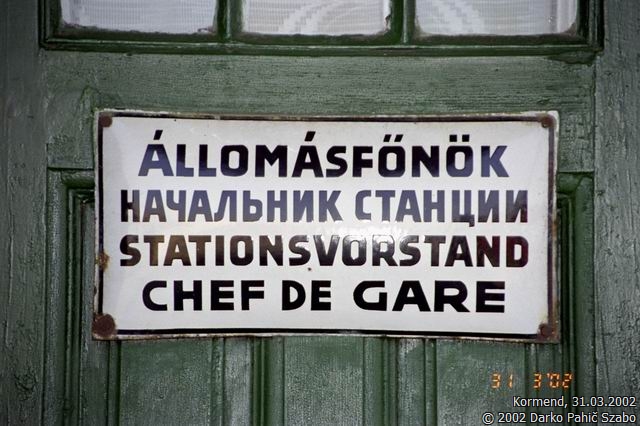 ÁLLOMÁSFŐNÖK
НАЧАЛЬНИК СТАНЦИИ
STATIONSVORSTAND
CHEF DE GARE
31 3'02
Kormend, 31.03.2002
© 2002 Darko Pahič Szabo